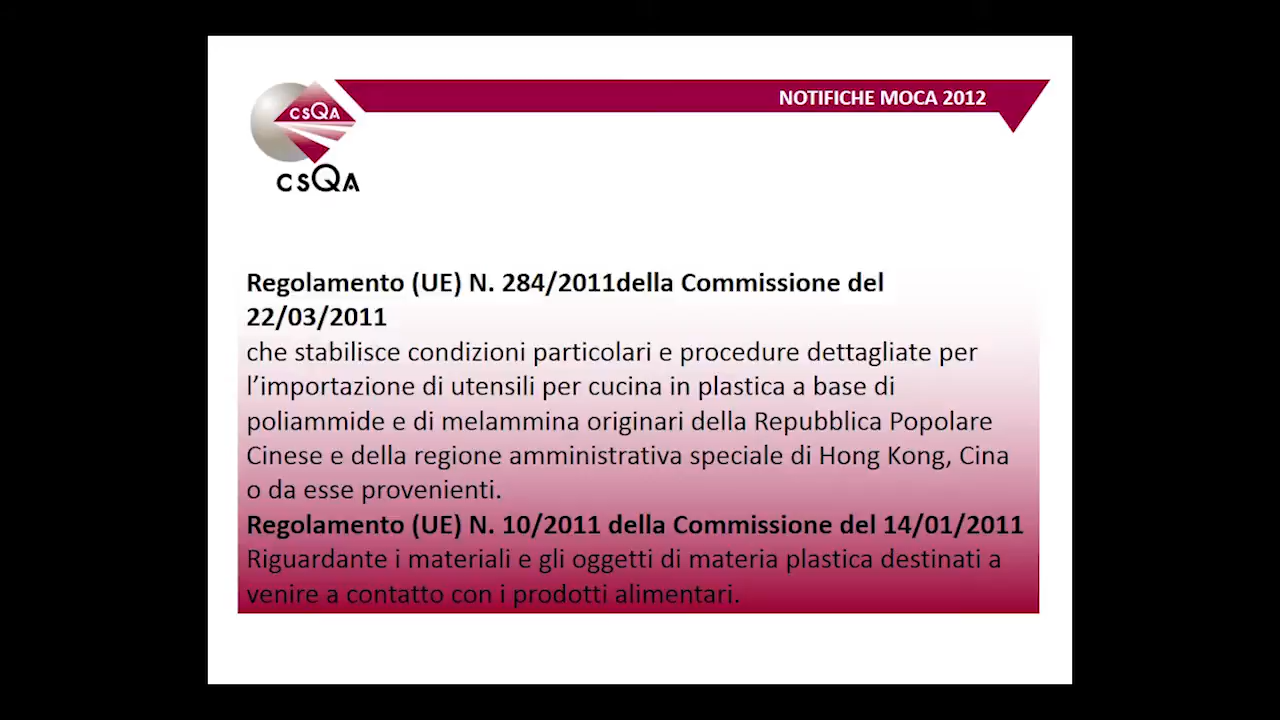 NOTIFICHE MOCA 2012
CSQA
CSQA
Regolamento (UE) N. 284/2011della Commissione del
22/03/2011
che stabilisce condizioni particolari e procedure dettagliate per
l’importazione di utensili per cucina in plastica a base di
poliammide e di melammina originari della Repubblica Popolare
Cinese e della regione amministrativa speciale di Hong Kong, Cina
o da esse provenienti.
Regolamento (UE) N. 10/2011 della Commissione del 14/01/2011
Riguardante i materiali e gli oggetti di materia plastica destinati a
venire a contatto con i prodotti alimentari.